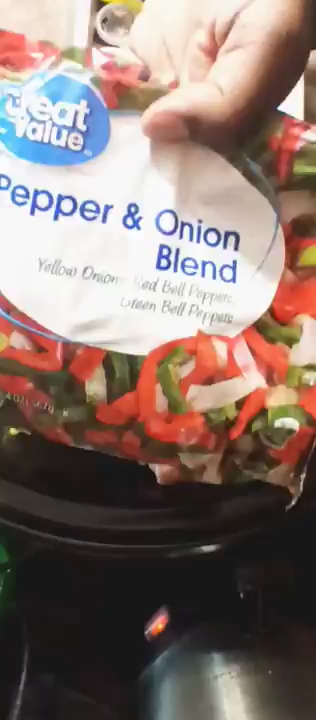 Great
Value
Pepper & Onion
Blend
Yellow Onions, Red Bell Peppers,
Green Bell Peppers